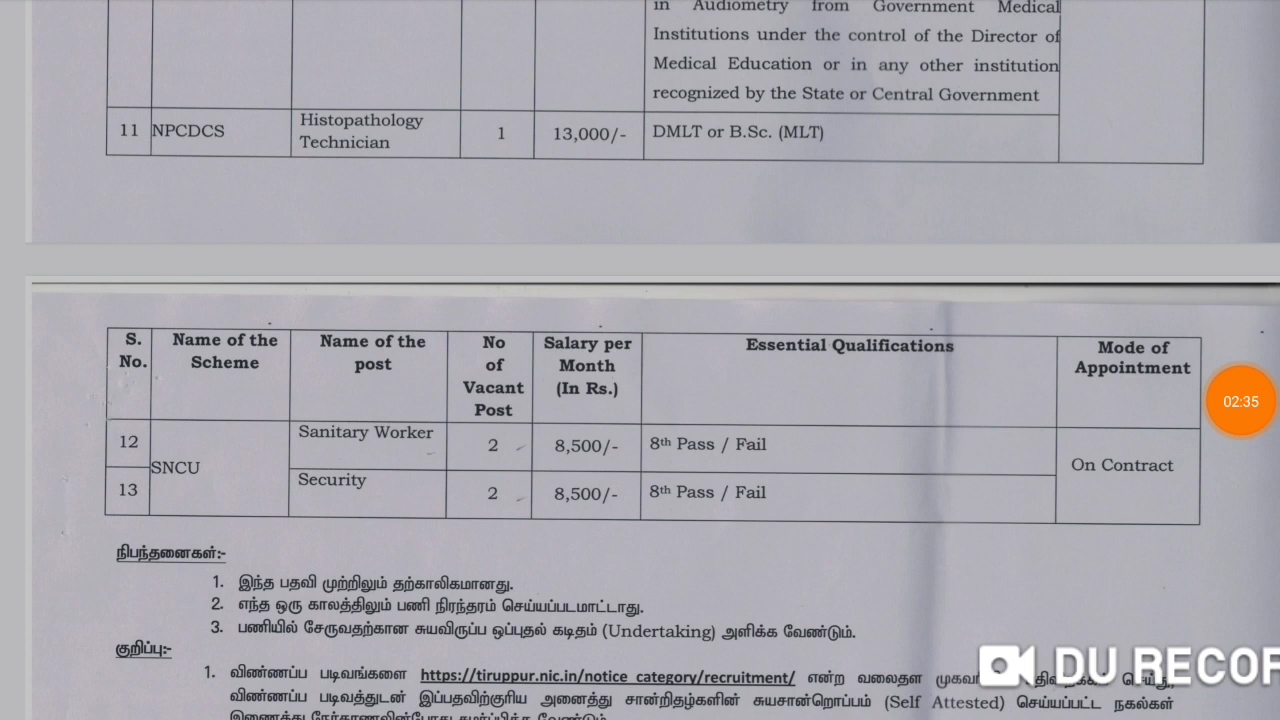 in Audiometry from Government Medical
Institutions under the control of the Director of
Medical Education or in any other institution
recognized by the State or Central Government
11 NPCDCS Histopathology Technician 1 13,000/- DMLT or B.Sc. (MLT)
S. No. Name of the Scheme Name of the post No of Vacant Post Salary per Month (In Rs.) Essential Qualifications Mode of Appointment
12 SNCU Sanitary Worker 2 8,500/- 8th Pass / Fail On Contract
13 Security 2 8,500/- 8th Pass / Fail
02:35
நிபந்தனைகள்:-
1. இந்த பதவி முற்றிலும் தற்காலிகமானது.
2. எந்த ஒரு காலத்திலும் பணி நிரந்தரம் செய்யப்படமாட்டாது.
3. பணியில் சேருவதற்கான சுயவிருப்ப ஒப்புதல் கடிதம் (Undertaking) அளிக்க வேண்டும்.
குறிப்பு:-
1. விண்ணப்ப படிவங்களை https://tiruppur.nic.in/notice_category/recruitment/ என்ற வலைதள
விண்ணப்ப படிவத்துடன் இப்பதவிற்குரிய அனைத்து சான்றிதழ்களின் சுயசான்றொப்பம் (Self Attested) செய்யப்பட்ட நகல்கள்
DU RECOR